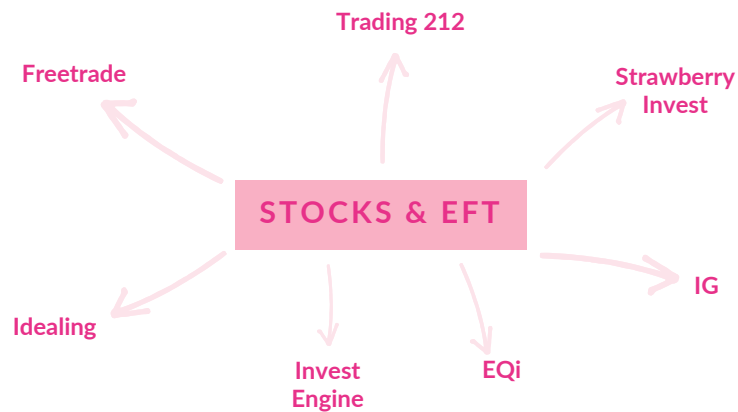 Trading 212
Freetrade
Strawberry
Invest
STOCKS & EFT
IG
Idealing
Invest
Engine
EQi